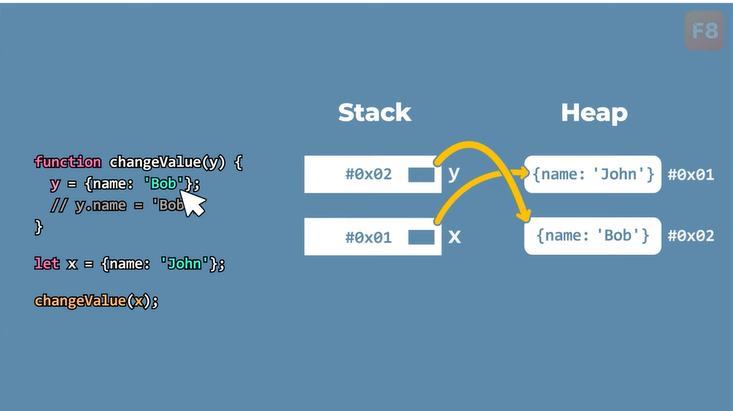 F8
Stack
Heap
function changeValue(y) {
y = {name: 'Bob'};
// y.name = 'Bob
}
let x = {name: 'John'};
changeValue(x);
#0x02
y
{name: 'John'}
#0x01
#0x01
x
{name: 'Bob'}
#0x02